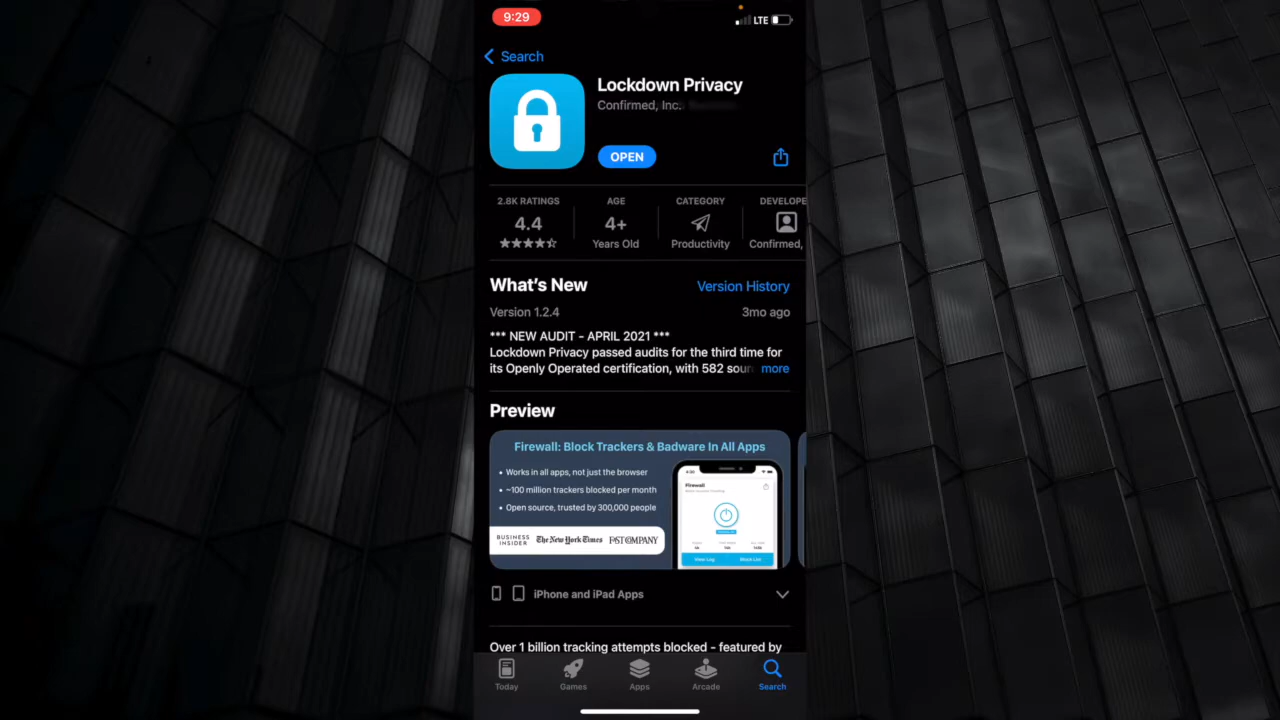 9:29
LTE
Search
Lockdown Privacy
Confirmed, Inc.
OPEN
2.8K RATINGS
4.4
AGE
4+
Years Old
CATEGORY
Productivity
DEVELOPE
Confirmed,
What's New
Version History
Version 1.2.4
3mo ago
*** NEW AUDIT - APRIL 2021 ***
Lockdown Privacy passed audits for the third time for
its Openly Operated certification, with 582 sour more
Preview
Firewall: Block Trackers & Badware In All Apps
• Works in all apps, not just the browser
• ~100 million trackers blocked per month
• Open source, trusted by 300,000 people
BUSINESS INSIDER The New York Times FAST COMPANY
Firewall
View Log
Block List
iPhone and iPad Apps
Over 1 billion tracking attempts blocked - featured by
Today
Games
Apps
Arcade
Search